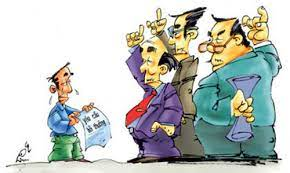 Yêu cầu
bồi thường